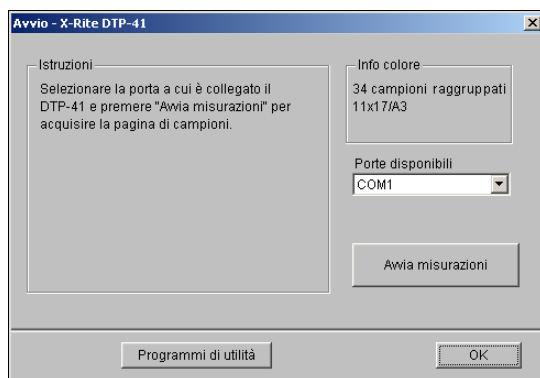 Avvio - X-Rite DTP-41
Istruzioni
Selezionare la porta a cui è collegato il
DTP-41 e premere "Avvia misurazioni" per
acquisire la pagina di campioni.
Info colore
34 campioni raggruppati
11x17/A3
Porte disponibili
COM1
Avvia misurazioni
Programmi di utilità
OK